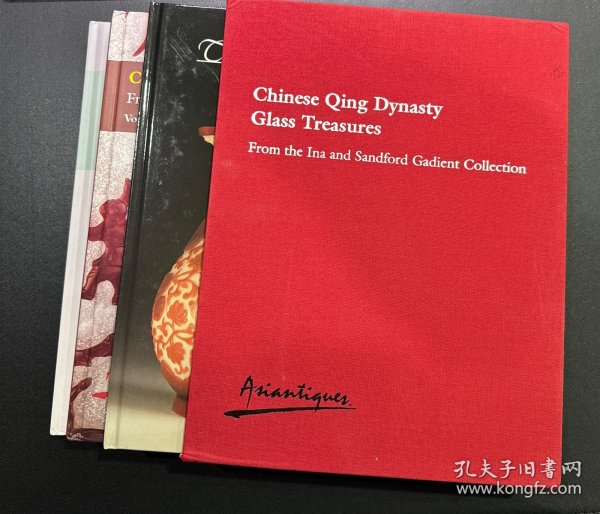 Chinese Qing Dynasty
Glass Treasures
From the Ina and Sandford Gadient Collection
Asiantiques
孔夫子旧书网
www.kongfz.com